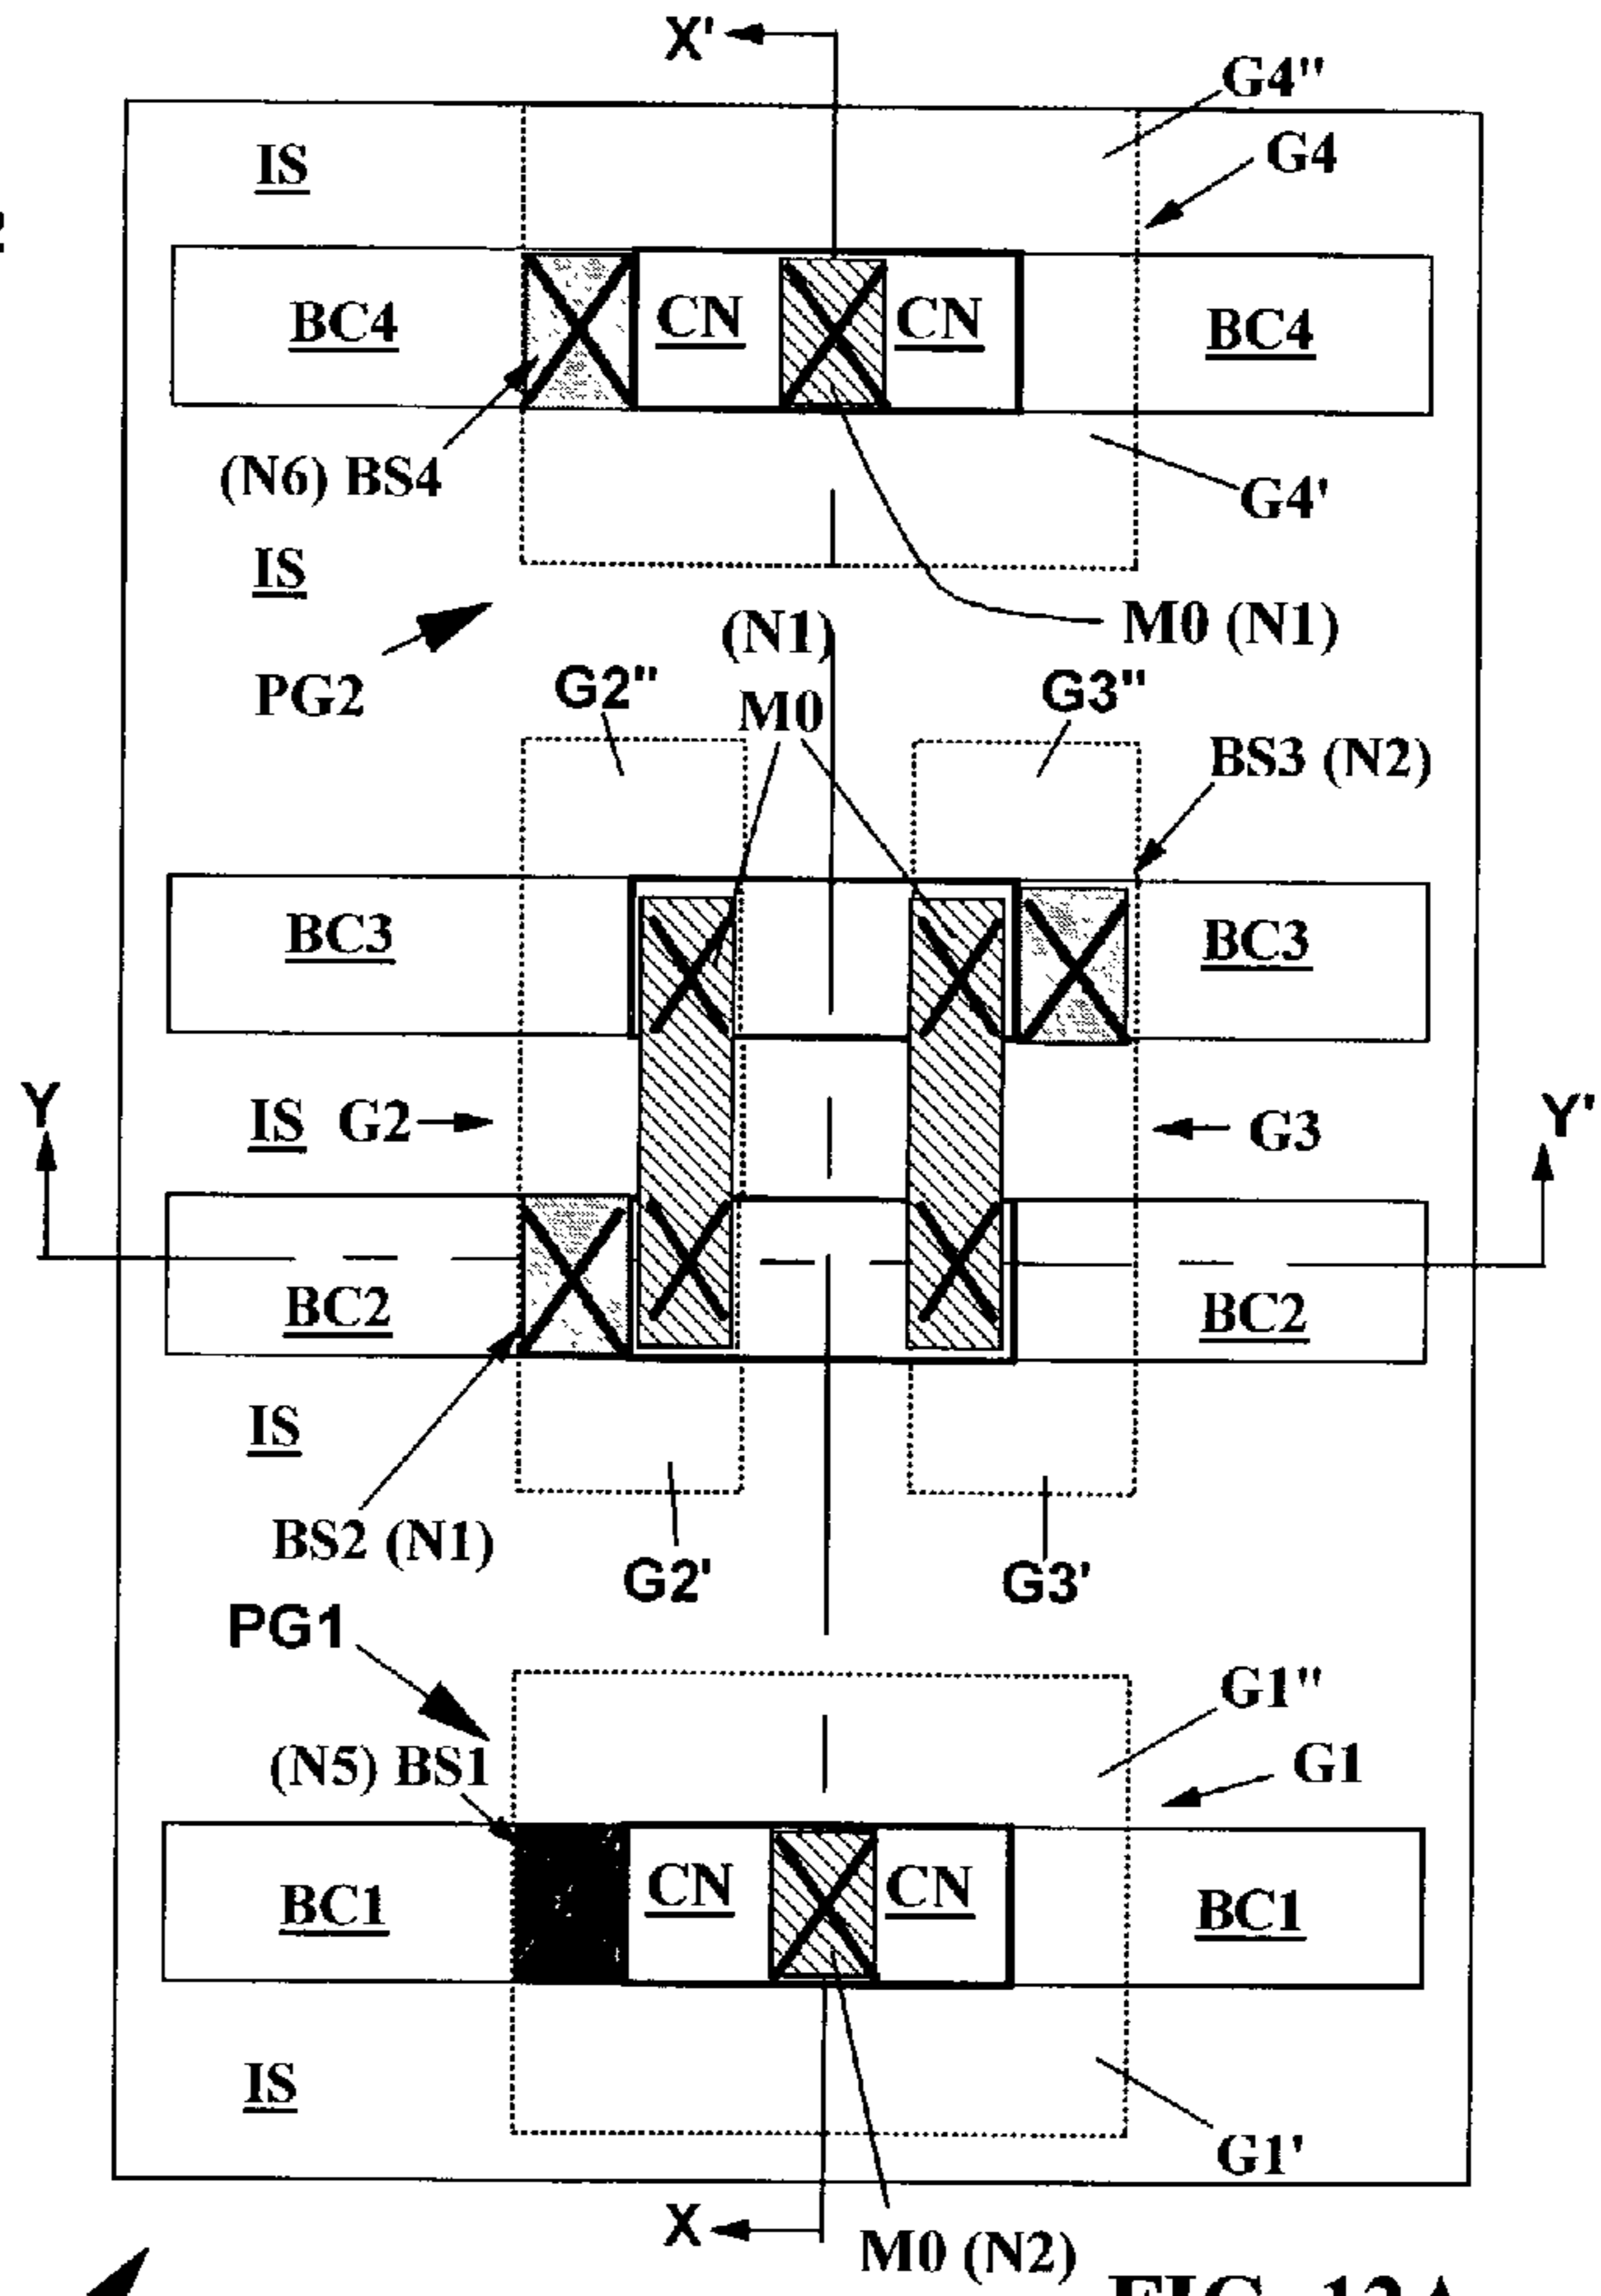 X'
G4"
IS
G4
BC4
CN
CN
BC4
(N6) BS4
G4'
IS
(N1)
M0 (N1)
PG2
G2"
M0
G3"
BS3 (N2)
BC3
BC3
Y
IS
G2
G3
Y'
BC2
BC2
IS
BS2 (N1)
G2'
G3'
PG1
G1"
(N5) BS1
G1
BC1
CN
CN
BC1
IS
G1'
X
M0 (N2)